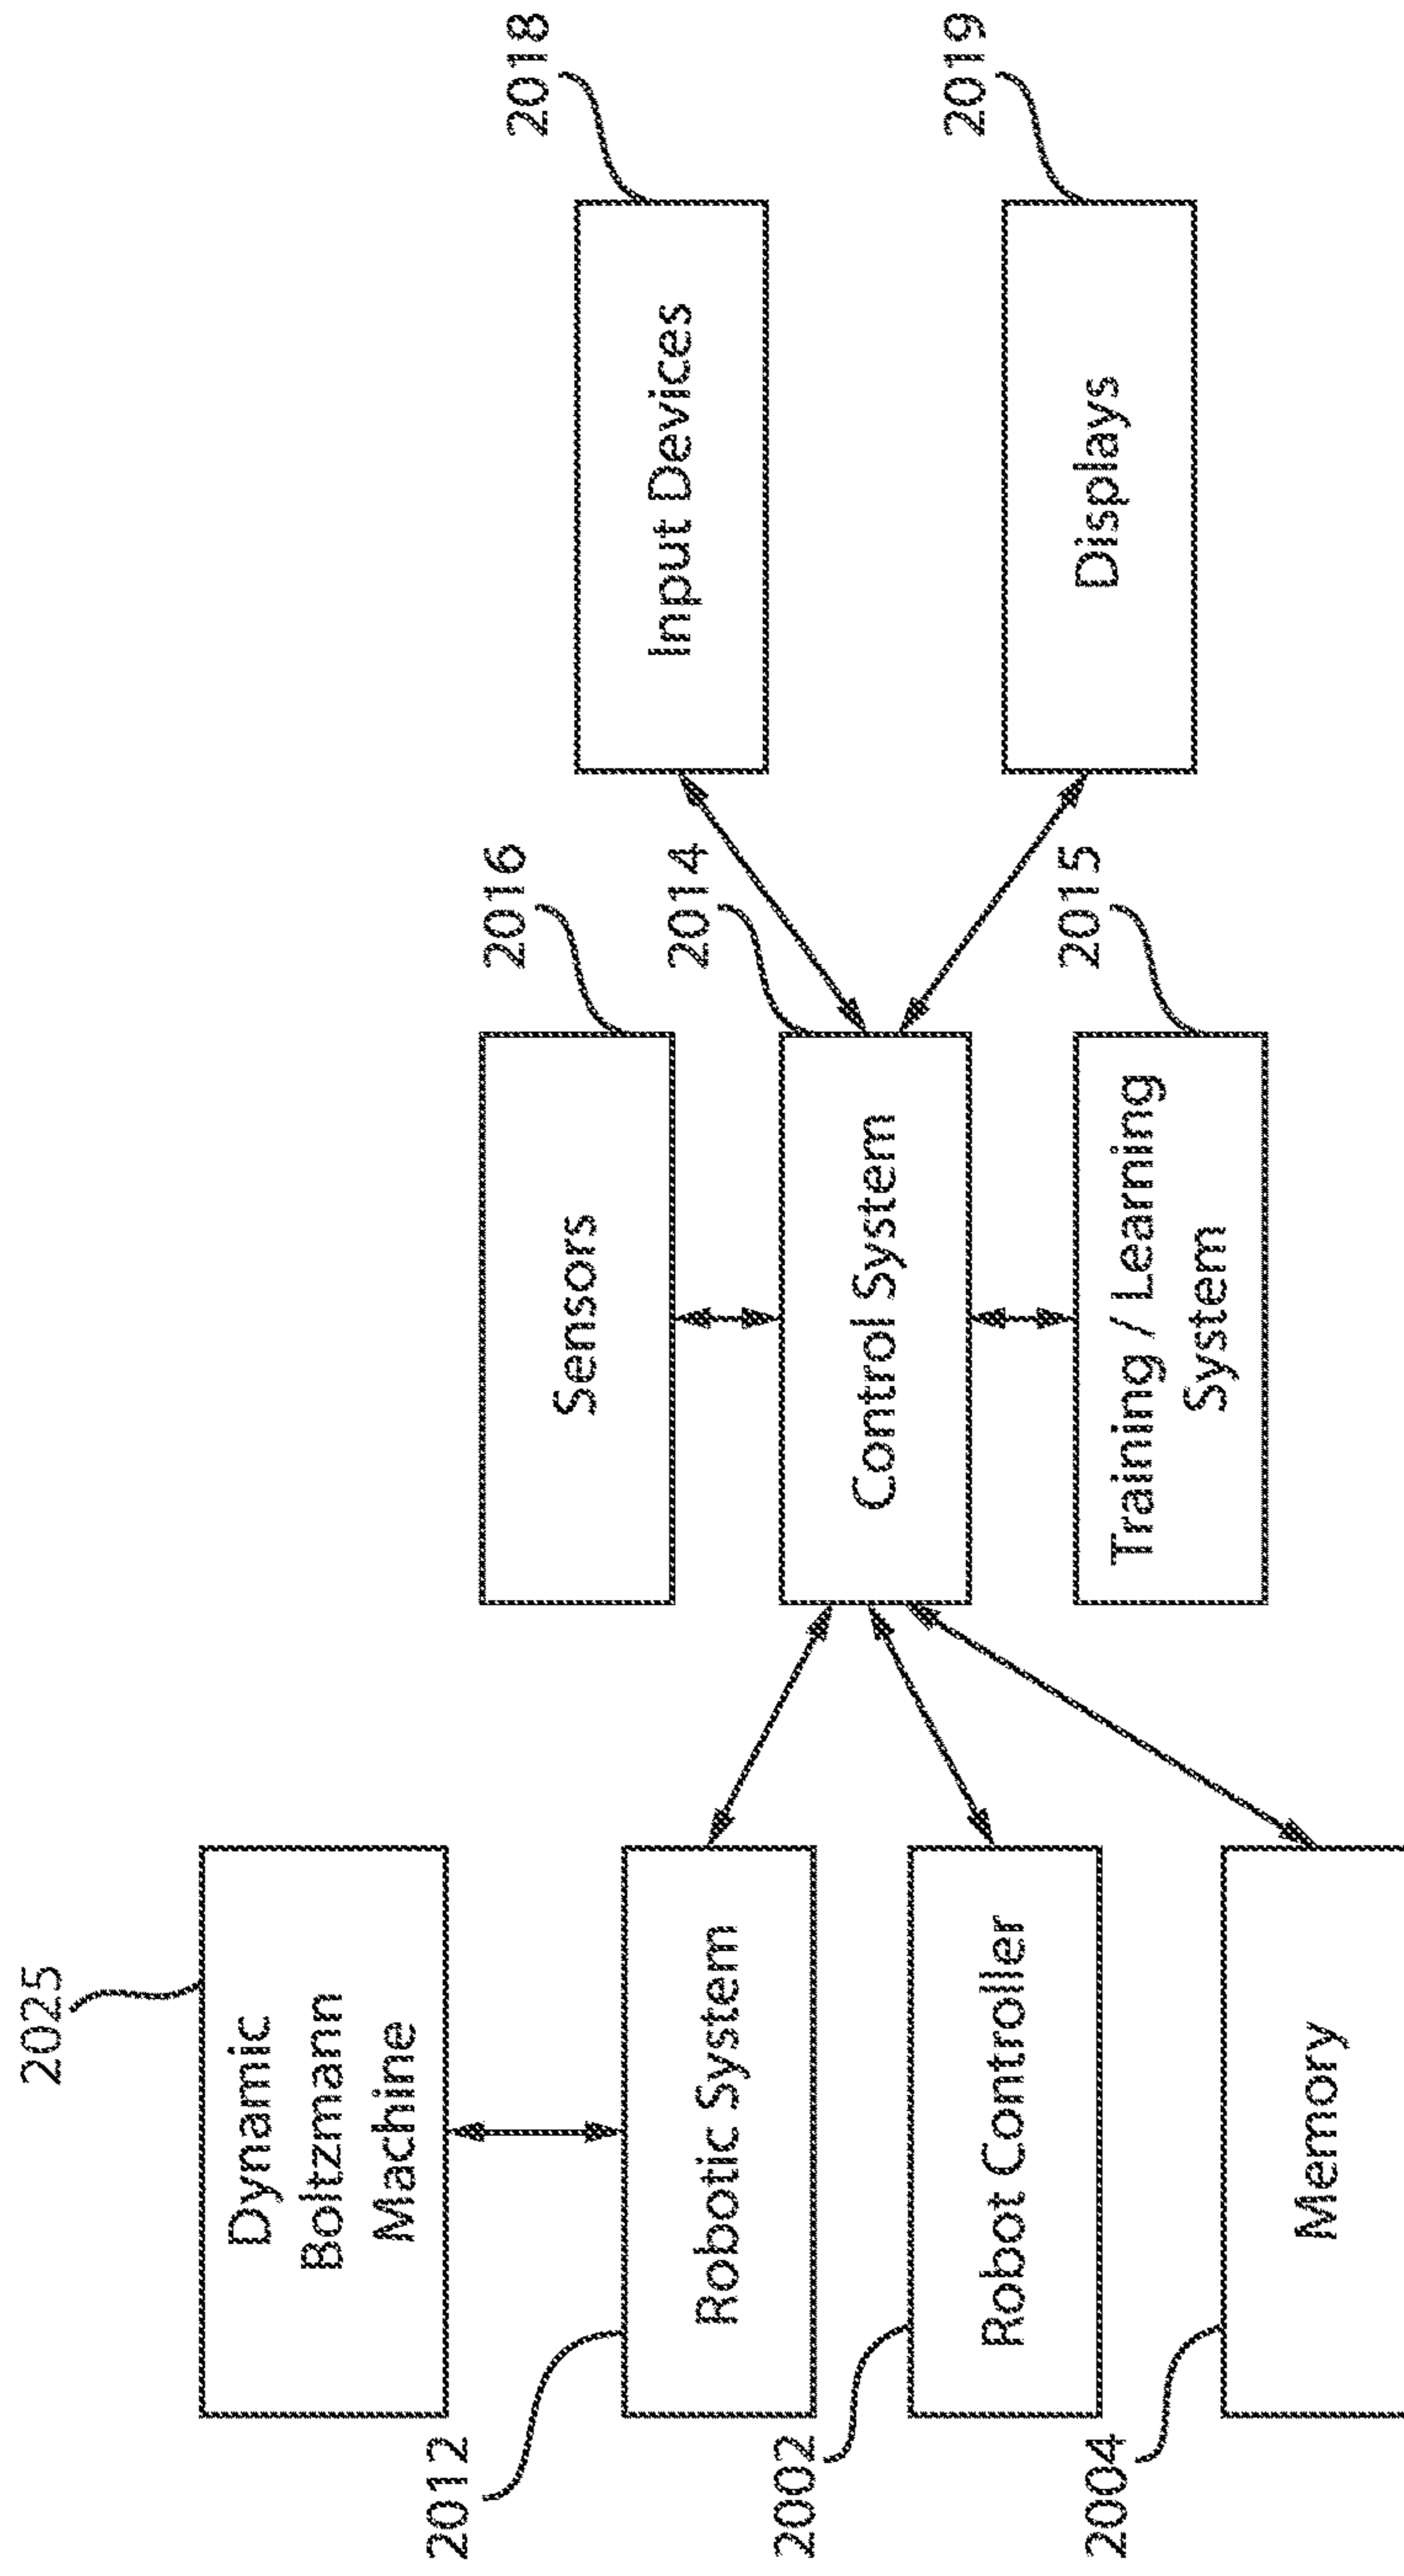 2025
Dynamic
Boltzmann
Machine
2012
Robotic System
2002
Robot Controller
2004
Memory
2016
Sensors
2014
Control System
2015
Training / Learning
System
2018
Input Devices
2019
Displays